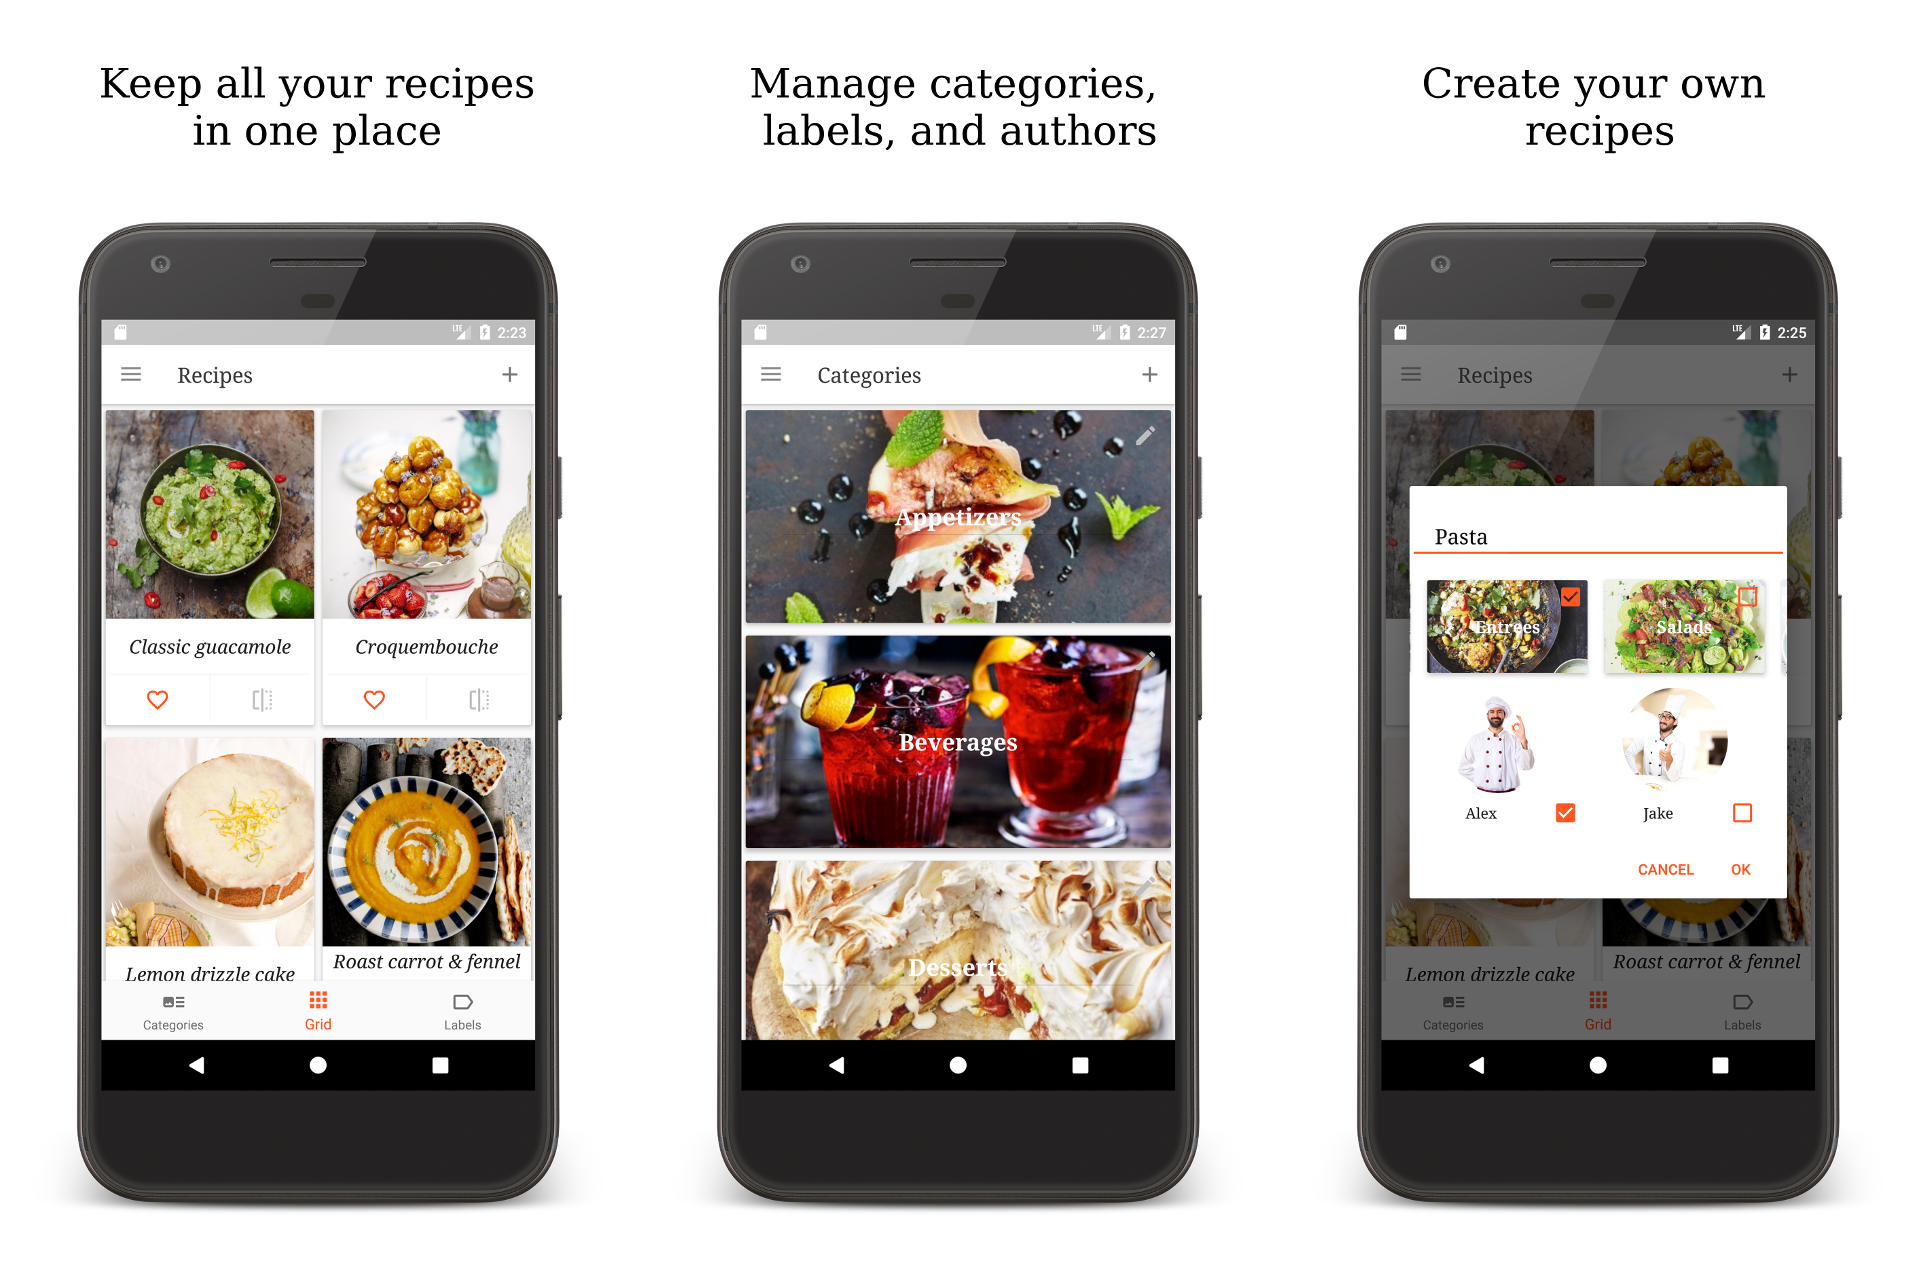 Keep all your recipes
in one place
LTE 2:23
Recipes
Classic guacamole
Croquembouche
Lemon drizzle cake
Roast carrot & fennel
Categories
Grid
Labels
Manage categories,
labels, and authors
LTE 2:27
Categories
Appetizers
Beverages
Desserts
Create your own
recipes
LTE 2:25
Recipes
Pasta
Entrees
Salads
Alex
Jake
CANCEL OK
Lemon drizzle cake
Roast carrot & fennel
Categories
Grid
Labels